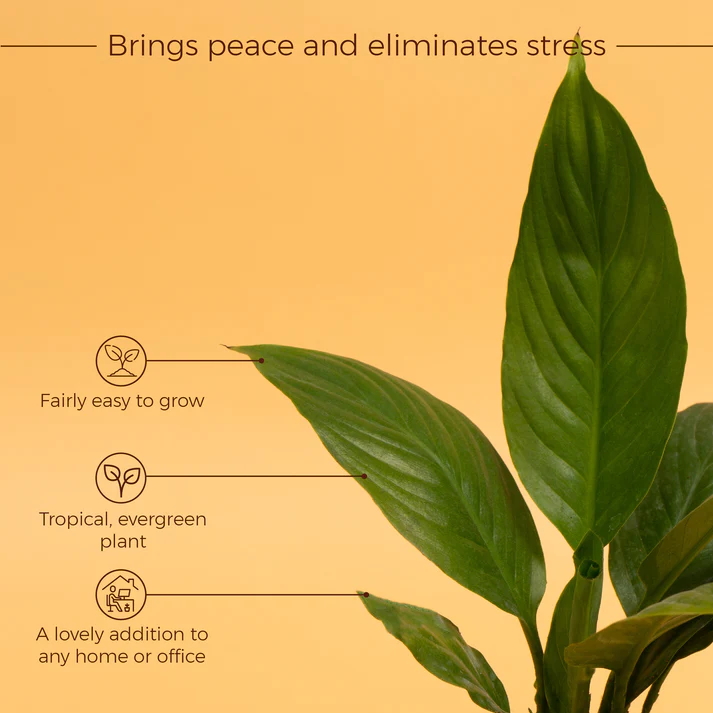 Brings peace and eliminates stress
Fairly easy to grow
Tropical, evergreen
plant
A lovely addition to
any home or office